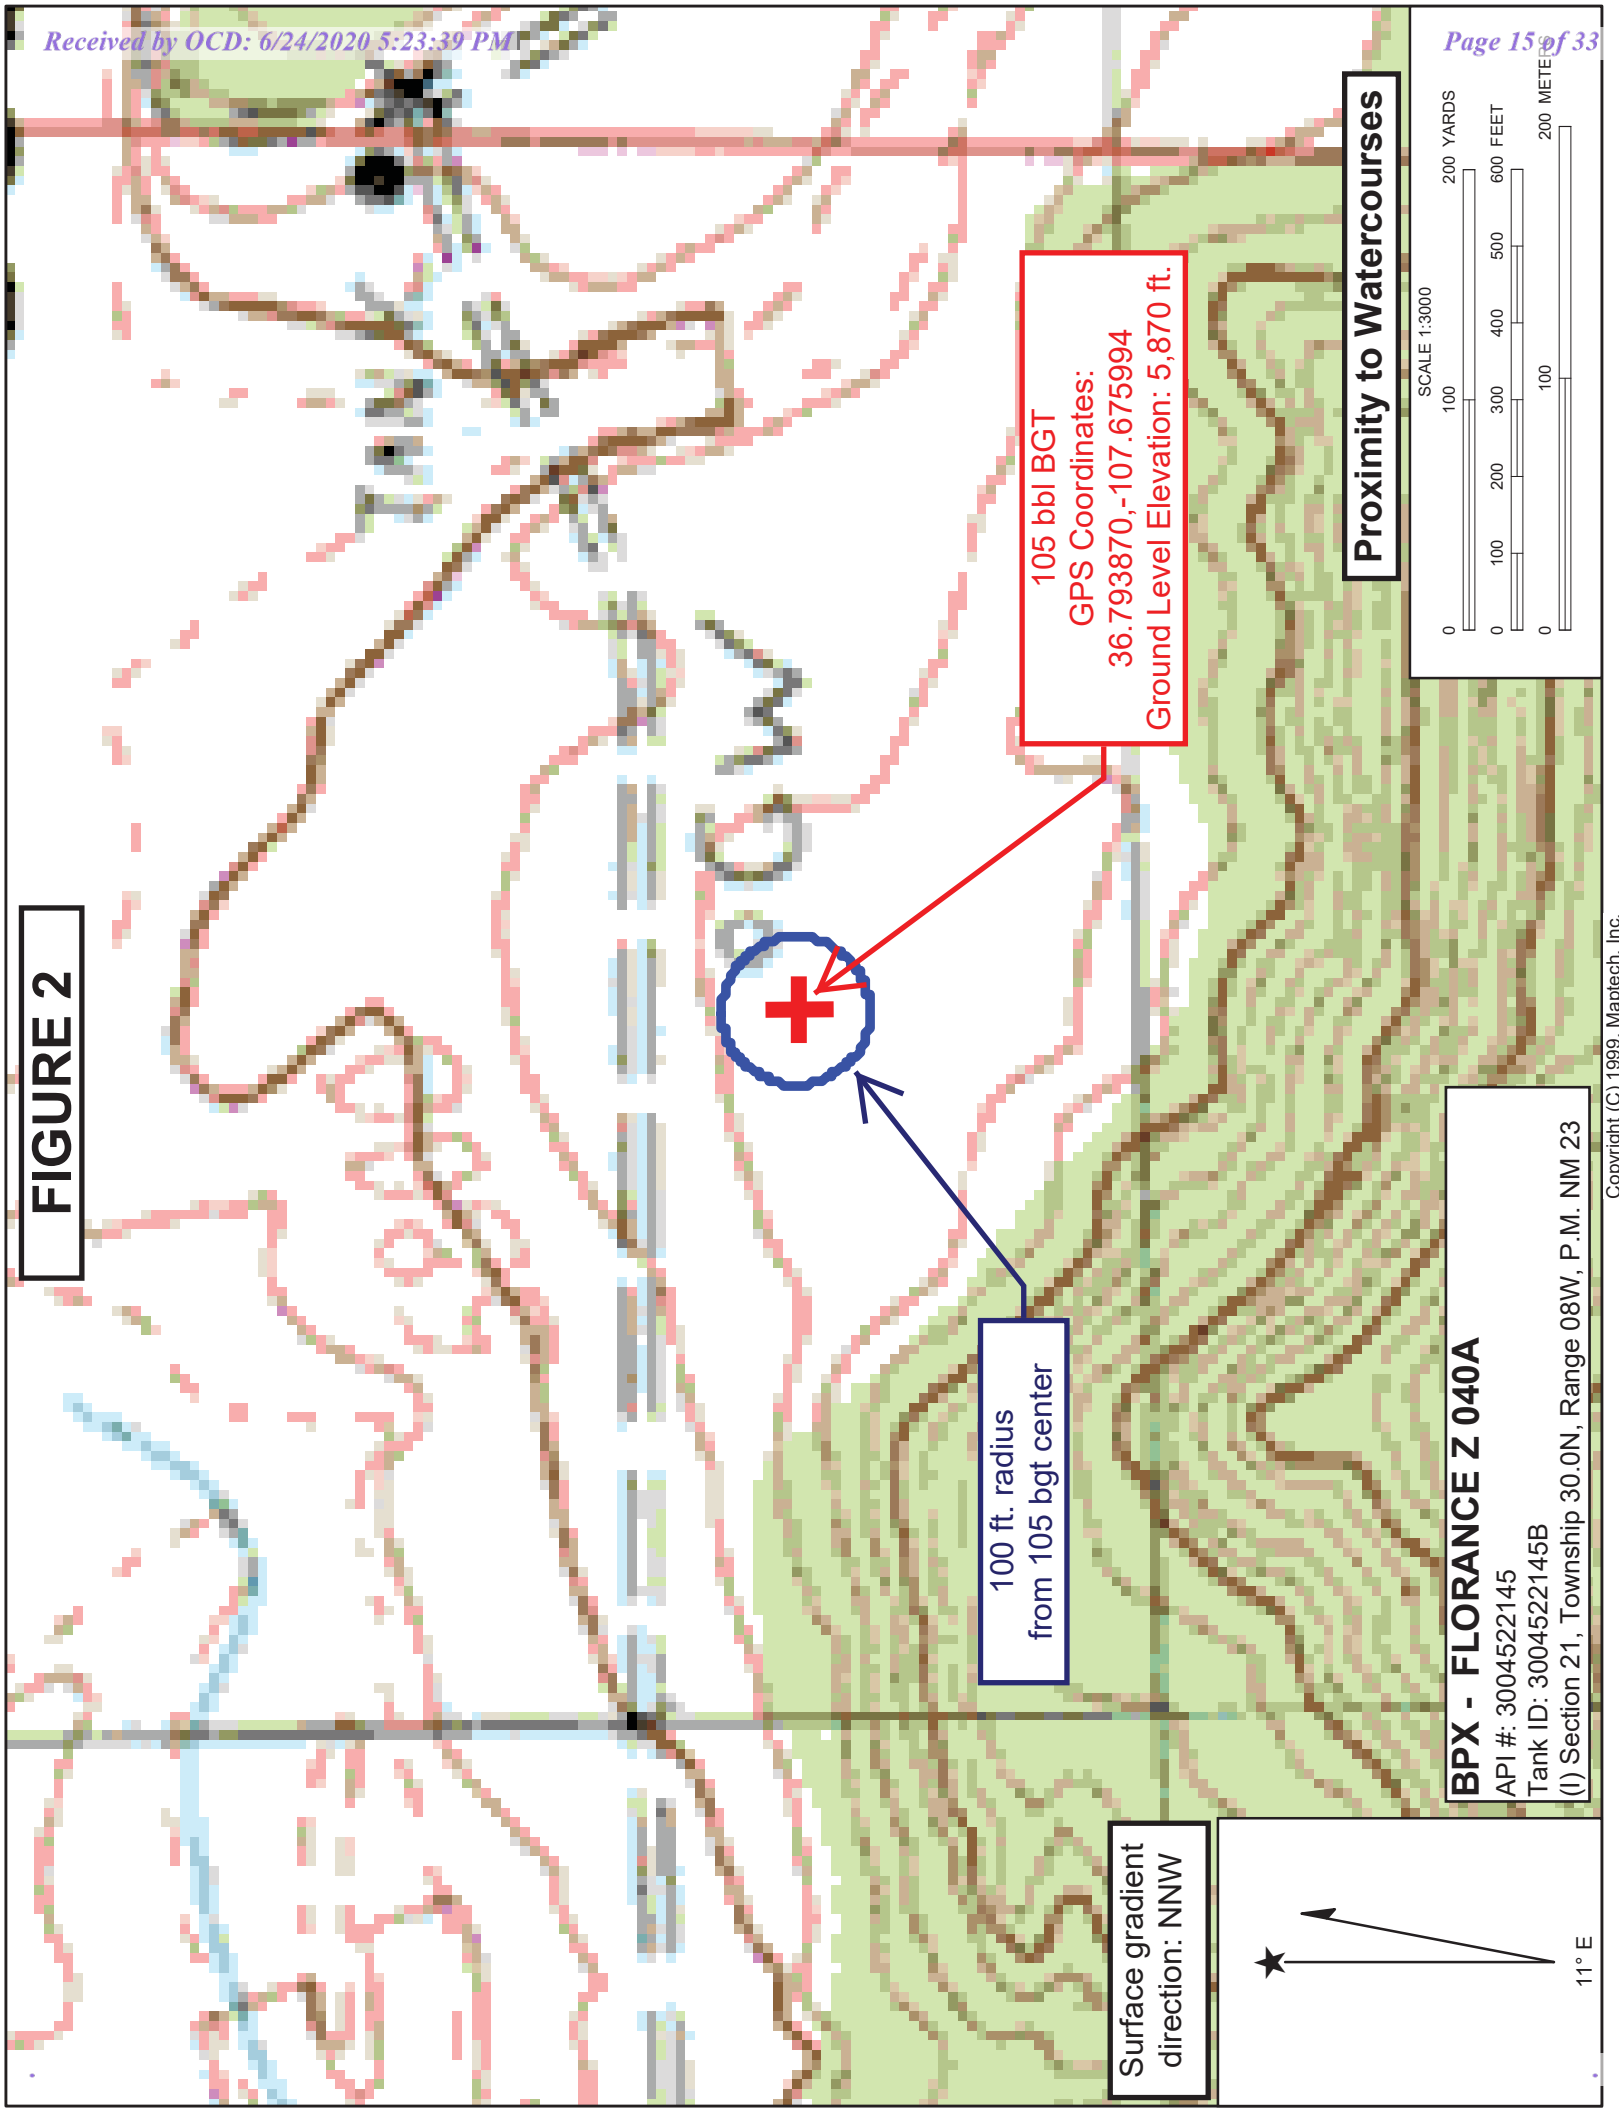 Received by OCD: 6/24/2020 5:23:39 PM
Page 15 of 33
FIGURE 2
105 bbl BGT
GPS Coordinates:
36.793870,-107.675994
Ground Level Elevation: 5,870 ft.
100 ft. radius
from 105 bgt center
Surface gradient
direction: NNW
11° E
BPX - FLORANCE Z 040A
API #: 3004522145
Tank ID: 3004522145B
(I) Section 21, Township 30.0N, Range 08W, P.M. NM 23
Proximity to Watercourses
SCALE 1:3000
0 100 200 YARDS
0 100 200 300 400 500 600 FEET
0 100 200 METERS
Copyright (C) 1999, Maptech, Inc.